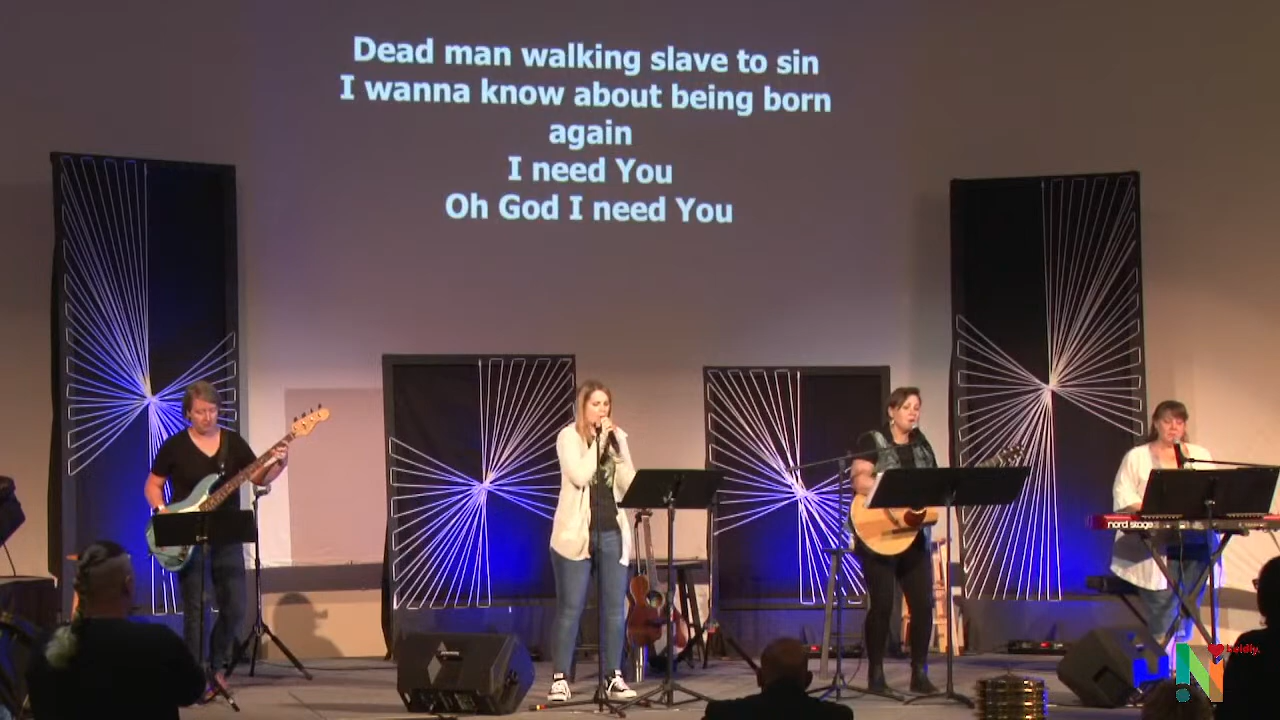 Dead man walking slave to sin
I wanna know about being born
again
I need You
Oh God I need You
nord stage
boldly.
N